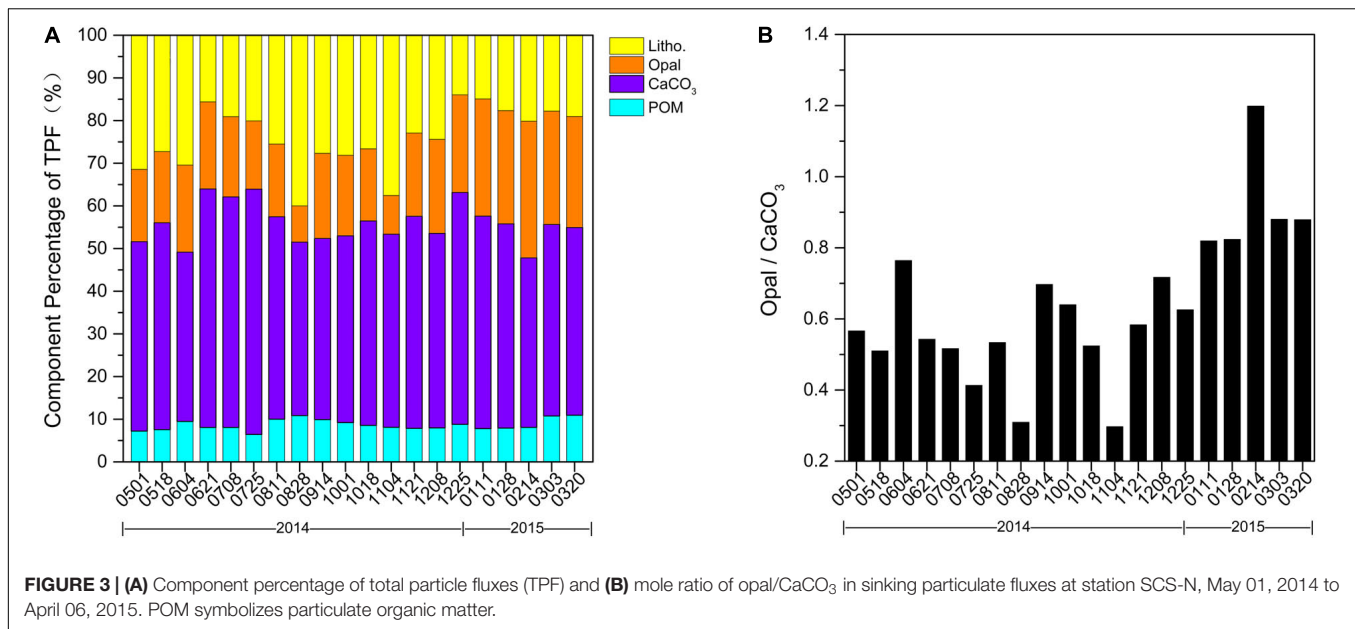 A
Component Percentage of TPF (%)
100
90
80
70
60
50
40
30
20
10
0
0501 0518 0604 0621 0708 0725 0811 0828 0914 1001 1018 1104 1121 1208 1225 0111 0128 0214 0303 0320
2014 2015
Litho.
Opal
CaCO₃
POM
B
Opal / CaCO₃
1.4
1.2
1.0
0.8
0.6
0.4
0.2
0501 0518 0604 0621 0708 0725 0811 0828 0914 1001 1018 1104 1121 1208 1225 0111 0128 0214 0303 0320
2014 2015
FIGURE 3 | (A) Component percentage of total particle fluxes (TPF) and (B) mole ratio of opal/CaCO₃ in sinking particulate fluxes at station SCS-N, May 01, 2014 to
April 06, 2015. POM symbolizes particulate organic matter.